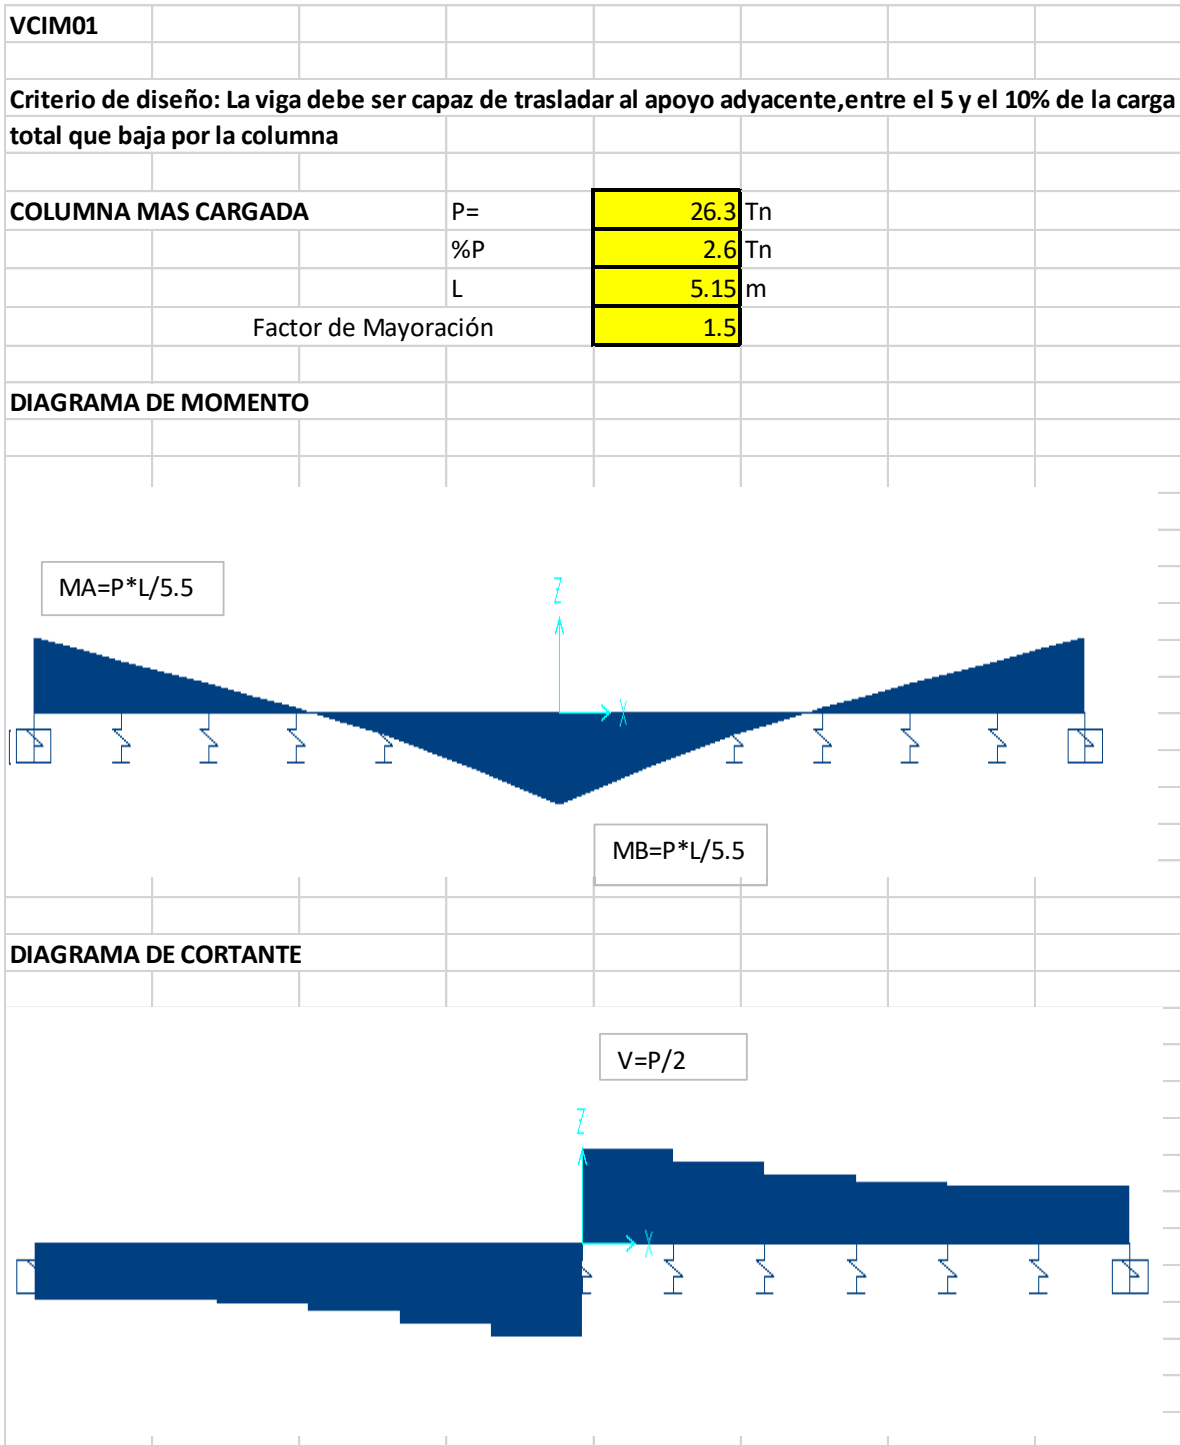 VCIM01
Criterio de diseño: La viga debe ser capaz de trasladar al apoyo adyacente,entre el 5 y el 10% de la carga
total que baja por la columna
COLUMNA MAS CARGADA P= 26.3 Tn
%P 2.6 Tn
L 5.15 m
Factor de Mayoración 1.5
DIAGRAMA DE MOMENTO
MA=P*L/5.5
Z
X
MB=P*L/5.5
DIAGRAMA DE CORTANTE
V=P/2
Z
X